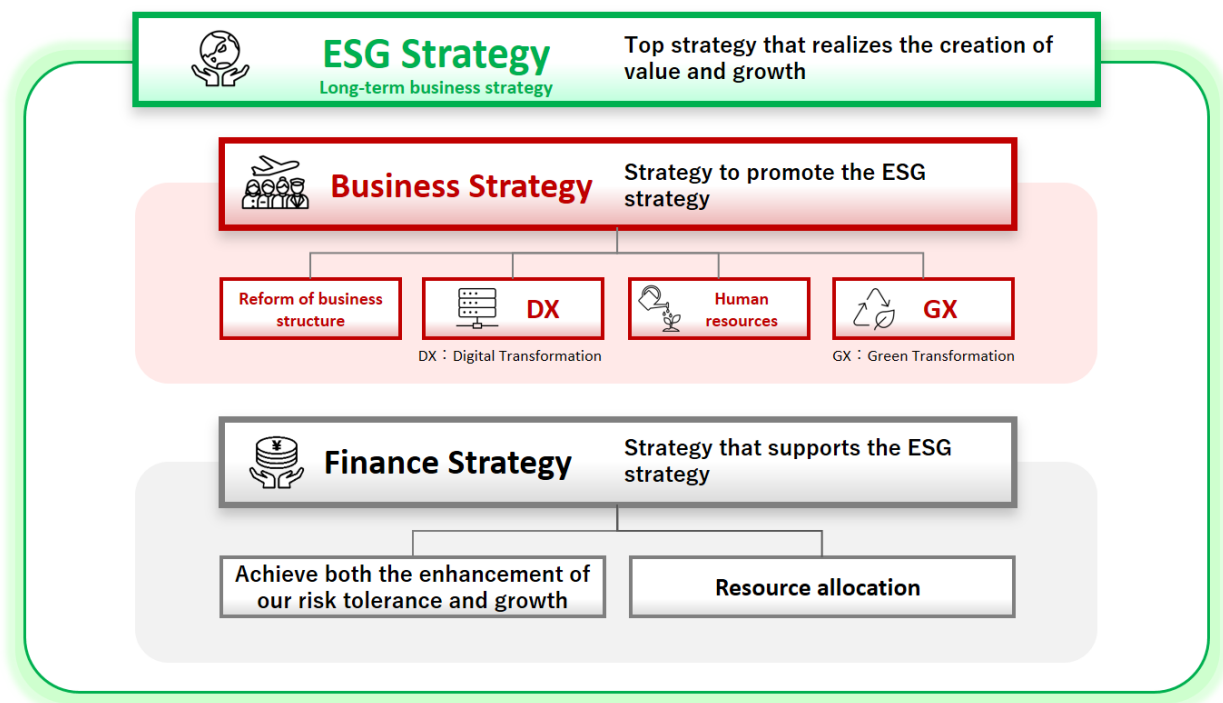 ESG Strategy
Long-term business strategy
Top strategy that realizes the creation of
value and growth
Business Strategy
Strategy to promote the ESG
strategy
Reform of business
structure
DX
Human
resources
GX
DX：Digital Transformation
GX：Green Transformation
¥
Finance Strategy
Strategy that supports the ESG
strategy
Achieve both the enhancement of
our risk tolerance and growth
Resource allocation